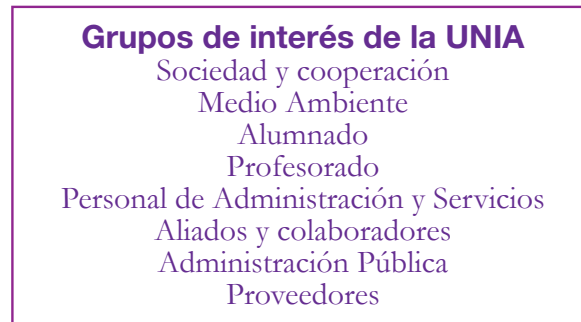 Grupos de interés de la UNIA
Sociedad y cooperación
Medio Ambiente
Alumnado
Profesorado
Personal de Administración y Servicios
Aliados y colaboradores
Administración Pública
Proveedores